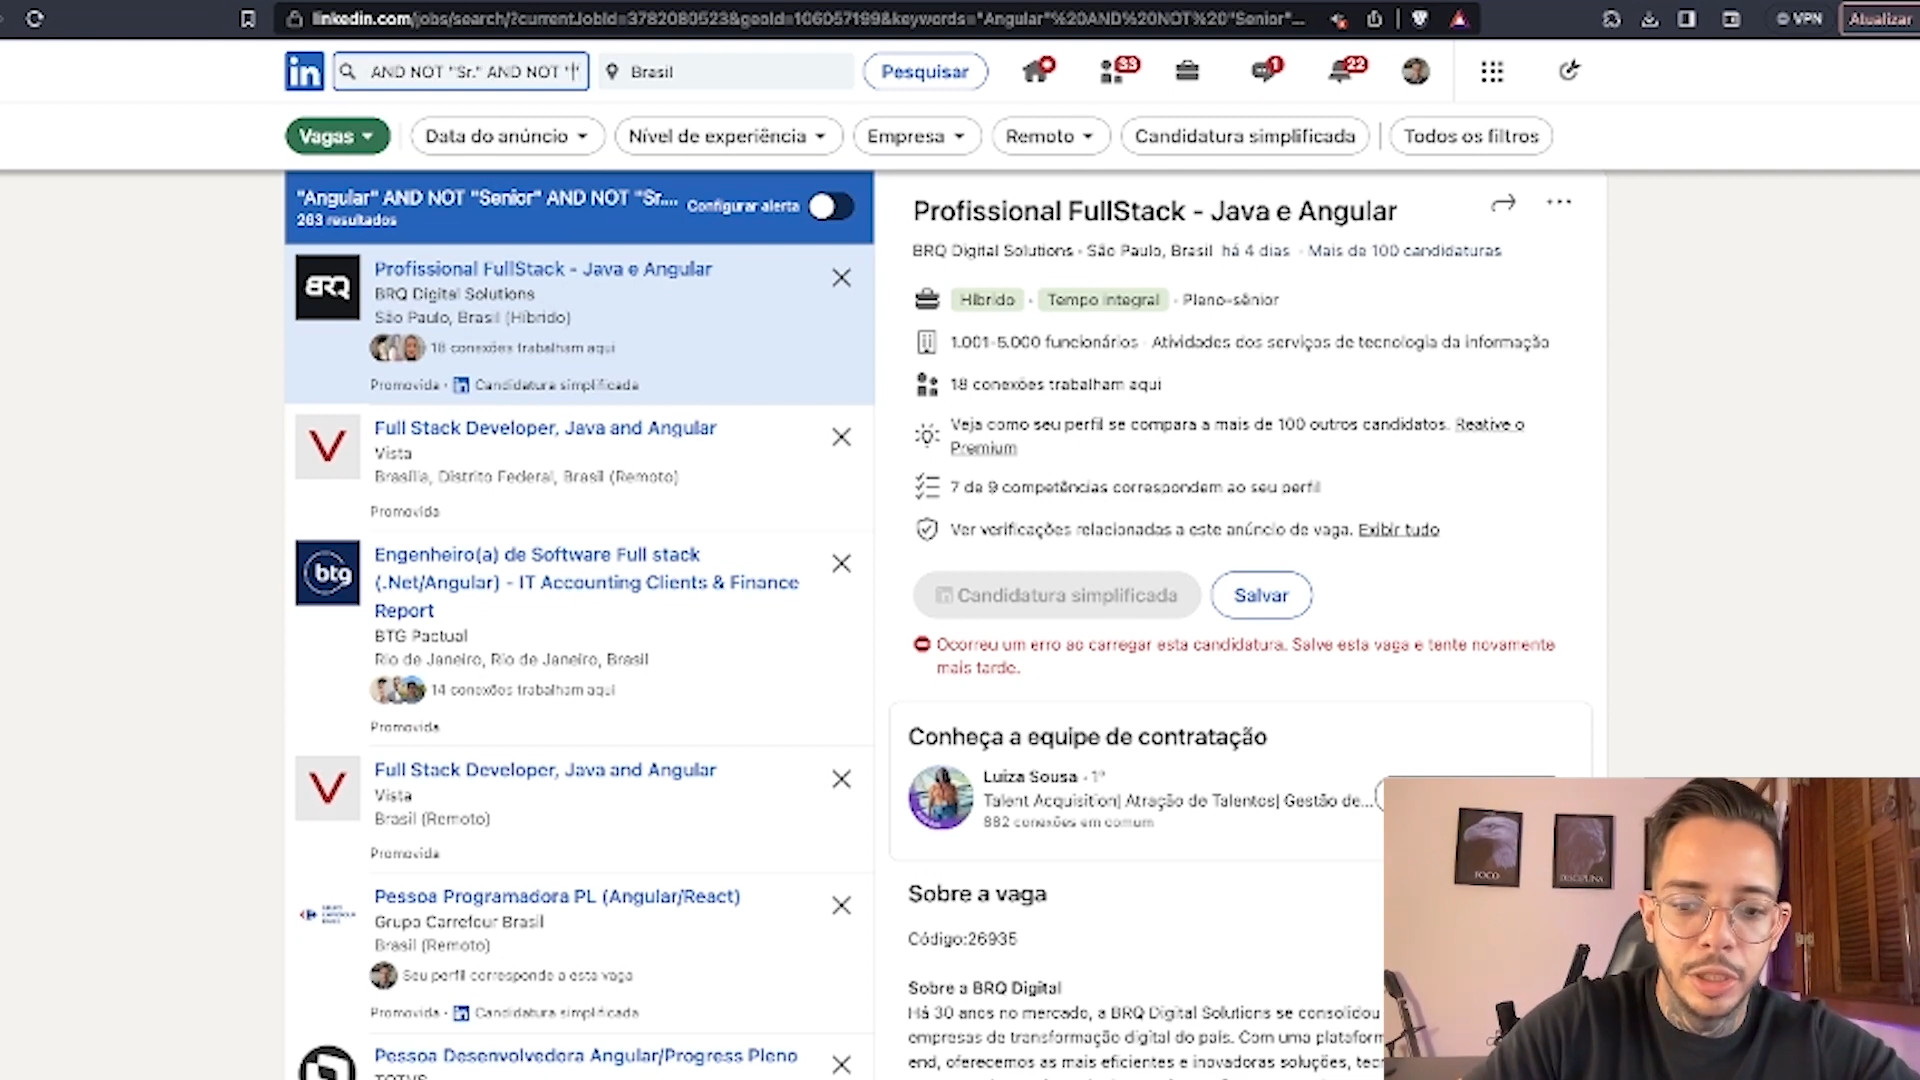 linkedin.com/jobs/search/?currentJobId=3782080523&geoId=106057199&keywords="Angular"%20AND%20NOT%20"Senior"...
VPN
Atualizar
in
AND NOT "Sr." AND NOT "|"
Brasil
Pesquisar
33
1
22
Vagas
Data do anúncio
Nível de experiência
Empresa
Remoto
Candidatura simplificada
Todos os filtros
"Angular" AND NOT "Senior" AND NOT "Sr....
263 resultados
Configurar alerta
BRQ
Profissional FullStack - Java e Angular
BRQ Digital Solutions
São Paulo, Brasil (Híbrido)
18 conexões trabalham aqui
Promovida · in Candidatura simplificada
V
Full Stack Developer, Java and Angular
Vista
Brasília, Distrito Federal, Brasil (Remoto)
Promovida
btg
Engenheiro(a) de Software Full stack
(.Net/Angular) - IT Accounting Clients & Finance
Report
BTG Pactual
Rio de Janeiro, Rio de Janeiro, Brasil
14 conexões trabalham aqui
Promovida
V
Full Stack Developer, Java and Angular
Vista
Brasil (Remoto)
Promovida
Pessoa Programadora PL (Angular/React)
Grupo Carrefour Brasil
Brasil (Remoto)
Seu perfil corresponde a esta vaga
Promovida · in Candidatura simplificada
Pessoa Desenvolvedora Angular/Progress Pleno
TOTVS
Profissional FullStack - Java e Angular
BRQ Digital Solutions · São Paulo, Brasil há 4 dias · Mais de 100 candidaturas
Híbrido · Tempo integral · Pleno-sênior
1.001-5.000 funcionários · Atividades dos serviços de tecnologia da informação
18 conexões trabalham aqui
Veja como seu perfil se compara a mais de 100 outros candidatos. Reative o
Premium
7 de 9 competências correspondem ao seu perfil
Ver verificações relacionadas a este anúncio de vaga. Exibir tudo
in Candidatura simplificada
Salvar
Ocorreu um erro ao carregar esta candidatura. Salve esta vaga e tente novamente
mais tarde.
Conheça a equipe de contratação
Luiza Sousa · 1º
Talent Acquisition| Atração de Talentos| Gestão de...
882 conexões em comum
Sobre a vaga
Código:26935
Sobre a BRQ Digital
Há 30 anos no mercado, a BRQ Digital Solutions se consolidou
empresas de transformação digital do país. Com uma plataform
end, oferecemos as mais eficientes e inovadoras soluções, tec
FOCO
DISCIPLINA